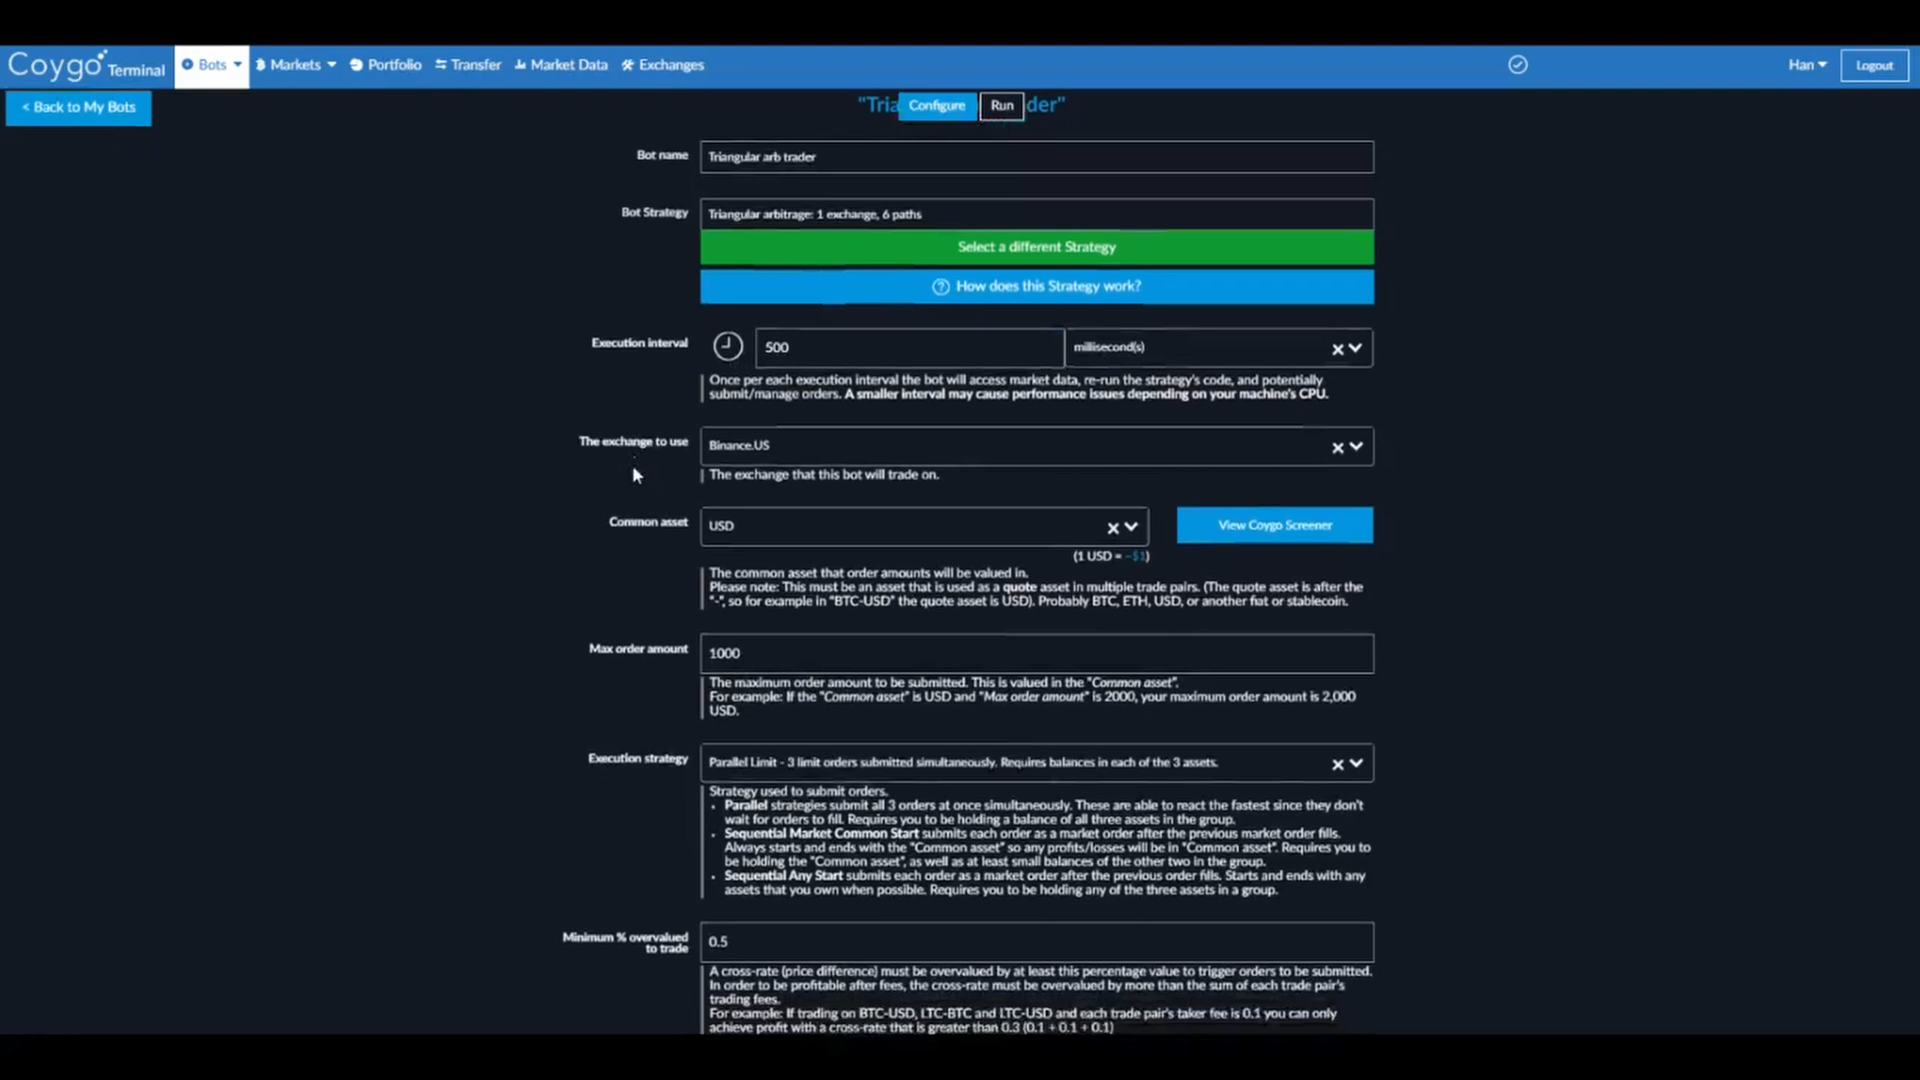 Coygo Terminal
Bots
Markets
Portfolio
Transfer
Market Data
Exchanges
Han
Logout
< Back to My Bots
"Tria
Configure
Run
der"
Bot name
Triangular arb trader
Bot Strategy
Triangular arbitrage: 1 exchange, 6 paths
Select a different Strategy
How does this Strategy work?
Execution interval
500
millisecond(s)
Once per each execution interval the bot will access market data, re-run the strategy's code, and potentially
submit/manage orders. A smaller interval may cause performance issues depending on your machine's CPU.
The exchange to use
Binance.US
The exchange that this bot will trade on.
Common asset
USD
View Coygo Screener
(1 USD = ~$1)
The common asset that order amounts will be valued in.
Please note: This must be an asset that is used as a quote asset in multiple trade pairs. (The quote asset is after the
"-", so for example in "BTC-USD" the quote asset is USD). Probably BTC, ETH, USD, or another fiat or stablecoin.
Max order amount
1000
The maximum order amount to be submitted. This is valued in the "Common asset".
For example: If the "Common asset" is USD and "Max order amount" is 2000, your maximum order amount is 2,000
USD.
Execution strategy
Parallel Limit - 3 limit orders submitted simultaneously. Requires balances in each of the 3 assets.
Strategy used to submit orders.
• Parallel strategies submit all 3 orders at once simultaneously. These are able to react the fastest since they don't
wait for orders to fill. Requires you to be holding a balance of all three assets in the group.
• Sequential Market Common Start submits each order as a market order after the previous market order fills.
Always starts and ends with the "Common asset" so any profits/losses will be in "Common asset". Requires you to
be holding the "Common asset", as well as at least small balances of the other two in the group.
• Sequential Any Start submits each order as a market order after the previous order fills. Starts and ends with any
assets that you own when possible. Requires you to be holding any of the three assets in a group.
Minimum % overvalued
to trade
0.5
A cross-rate (price difference) must be overvalued by at least this percentage value to trigger orders to be submitted.
In order to be profitable after fees, the cross-rate must be overvalued by more than the sum of each trade pair's
trading fees.
For example: If trading on BTC-USD, LTC-BTC and LTC-USD and each trade pair's taker fee is 0.1 you can only
achieve profit with a cross-rate that is greater than 0.3 (0.1 + 0.1 + 0.1)